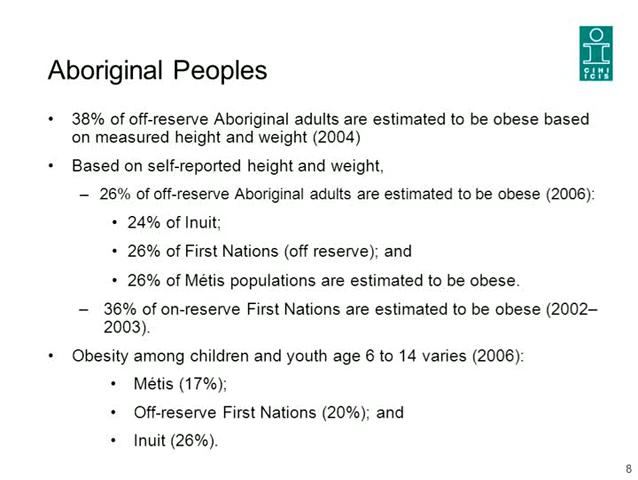 CIHI
ICIS
Aboriginal Peoples
• 38% of off-reserve Aboriginal adults are estimated to be obese based
on measured height and weight (2004)
• Based on self-reported height and weight,
– 26% of off-reserve Aboriginal adults are estimated to be obese (2006):
• 24% of Inuit;
• 26% of First Nations (off reserve); and
• 26% of Métis populations are estimated to be obese.
– 36% of on-reserve First Nations are estimated to be obese (2002–
2003).
• Obesity among children and youth age 6 to 14 varies (2006):
• Métis (17%);
• Off-reserve First Nations (20%); and
• Inuit (26%).
8